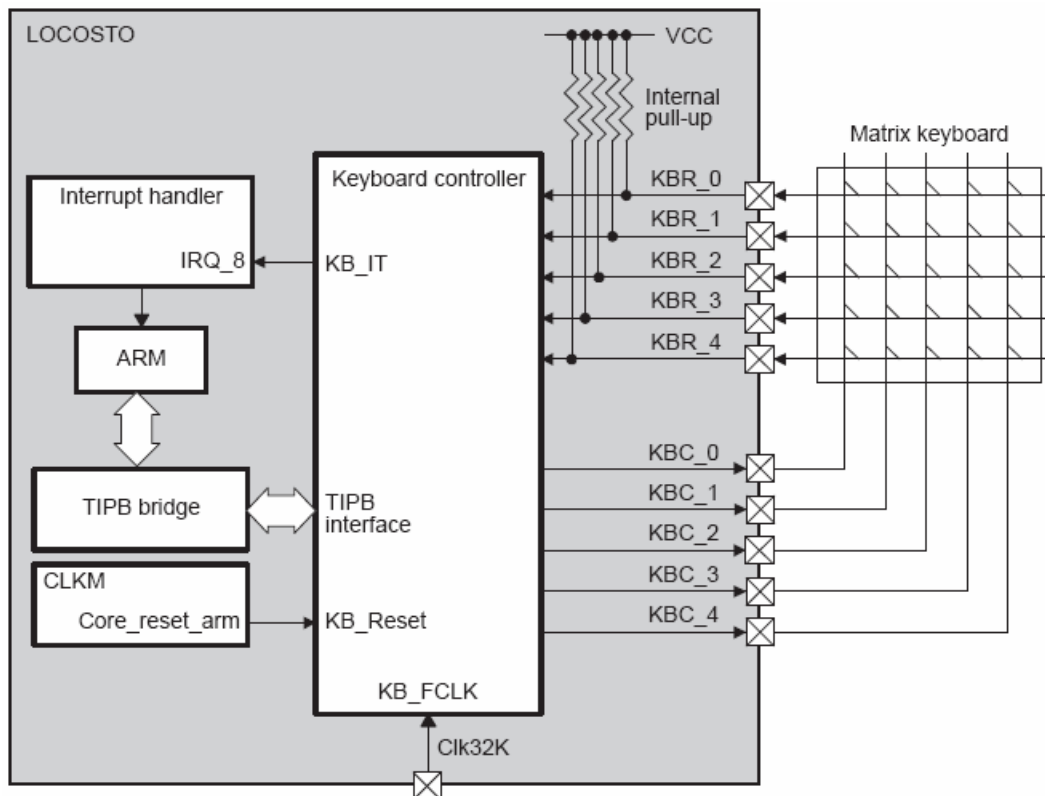 LOCOSTO
VCC
Internal
pull-up
Matrix keyboard
Interrupt handler
IRQ_8
Keyboard controller
KB_IT
KBR_0
KBR_1
KBR_2
KBR_3
KBR_4
ARM
TIPB bridge
TIPB
interface
KBC_0
KBC_1
KBC_2
KBC_3
KBC_4
CLKM
Core_reset_arm
KB_Reset
KB_FCLK
Clk32K